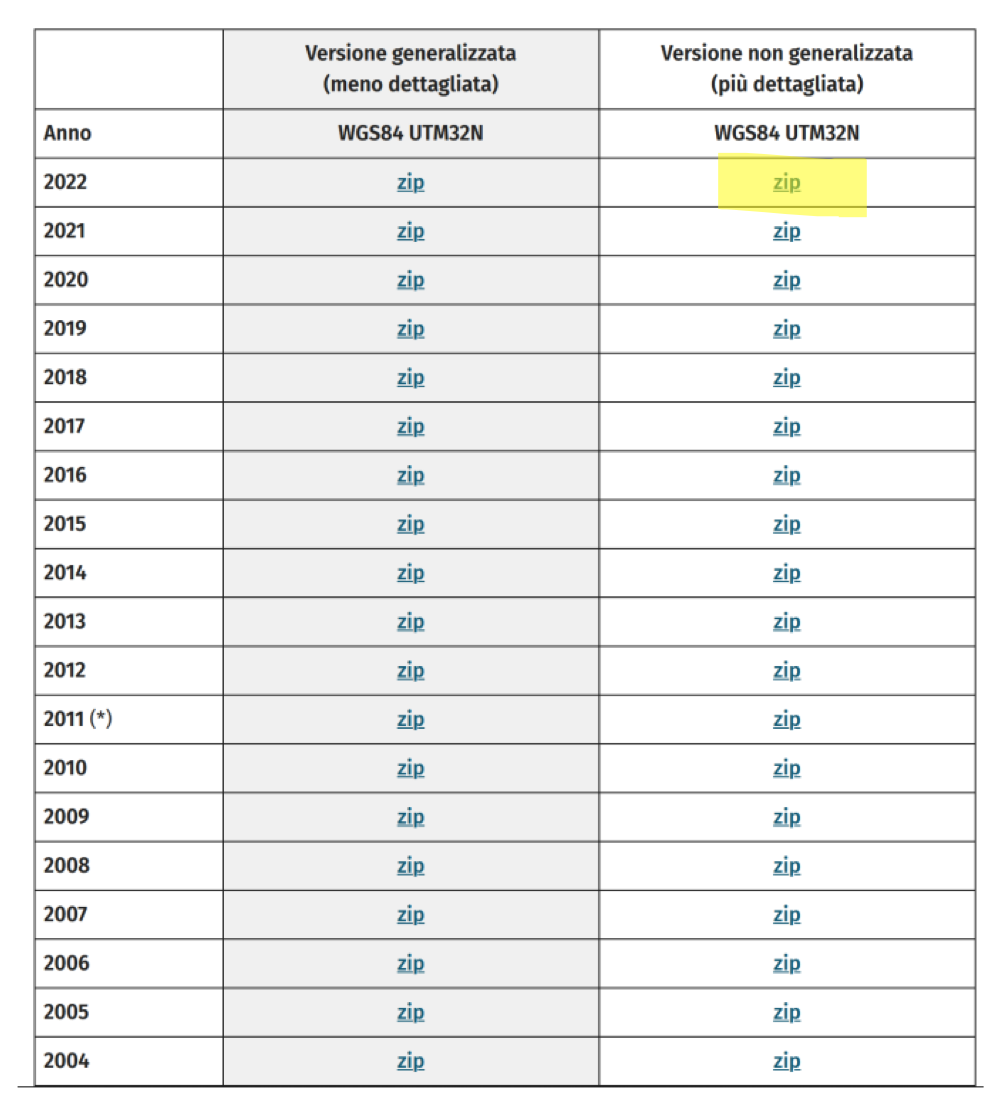 Versione generalizzata
(meno dettagliata)
Versione non generalizzata
(più dettagliata)
Anno WGS84 UTM32N WGS84 UTM32N
2022 zip zip
2021 zip zip
2020 zip zip
2019 zip zip
2018 zip zip
2017 zip zip
2016 zip zip
2015 zip zip
2014 zip zip
2013 zip zip
2012 zip zip
2011 (*) zip zip
2010 zip zip
2009 zip zip
2008 zip zip
2007 zip zip
2006 zip zip
2005 zip zip
2004 zip zip